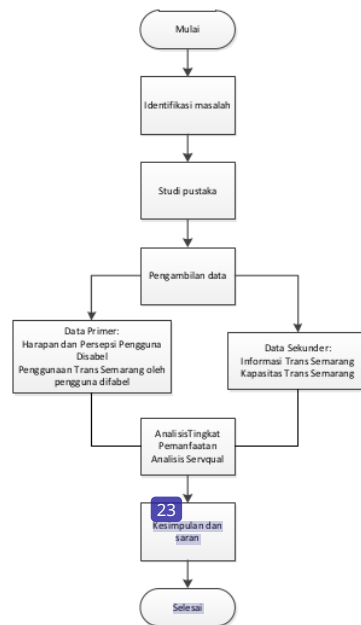 Mulai
Identifikasi masalah
Studi pustaka
Pengambilan data
Data Primer:
Harapan dan Persepsi Pengguna
Disabel
Penggunaan Trans Semarang oleh
pengguna difabel
Data Sekunder:
Informasi Trans Semarang
Kapasitas Trans Semarang
AnalisisTingkat
Pemanfaatan
Analisis Servqual
23
Kesimpulan dan
saran
Selesai